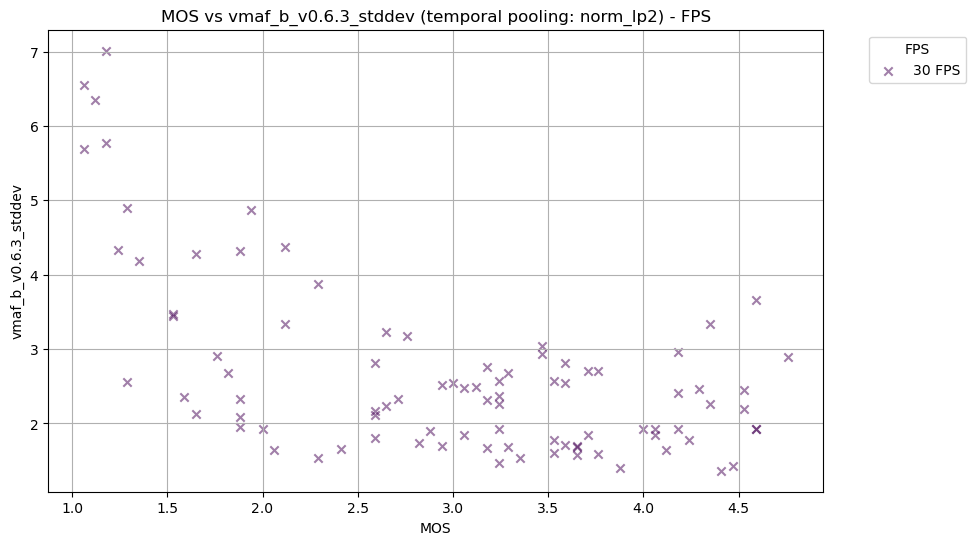 MOS vs vmaf_b_v0.6.3_stddev (temporal pooling: norm_lp2) - FPS
FPS
30 FPS
vmaf_b_v0.6.3_stddev
7
6
5
4
3
2
1.0 1.5 2.0 2.5 3.0 3.5 4.0 4.5
MOS